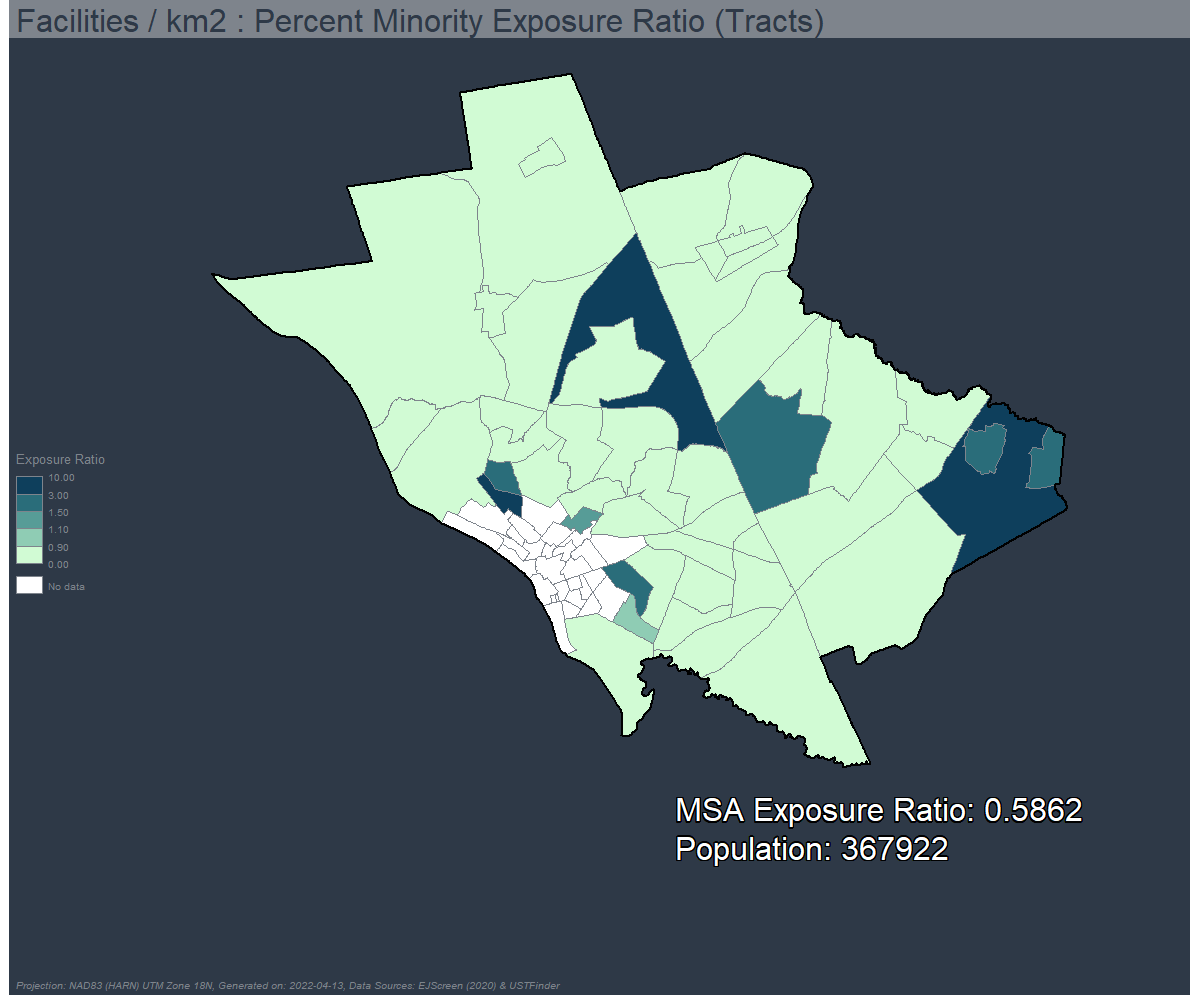 Facilities / km2 : Percent Minority Exposure Ratio (Tracts)
Exposure Ratio
10.00
3.00
1.50
1.10
0.90
0.00
No data
MSA Exposure Ratio: 0.5862
Population: 367922
Projection: NAD83 (HARN) UTM Zone 18N, Generated on: 2022-04-13, Data Sources: EJScreen (2020) & USTFinder